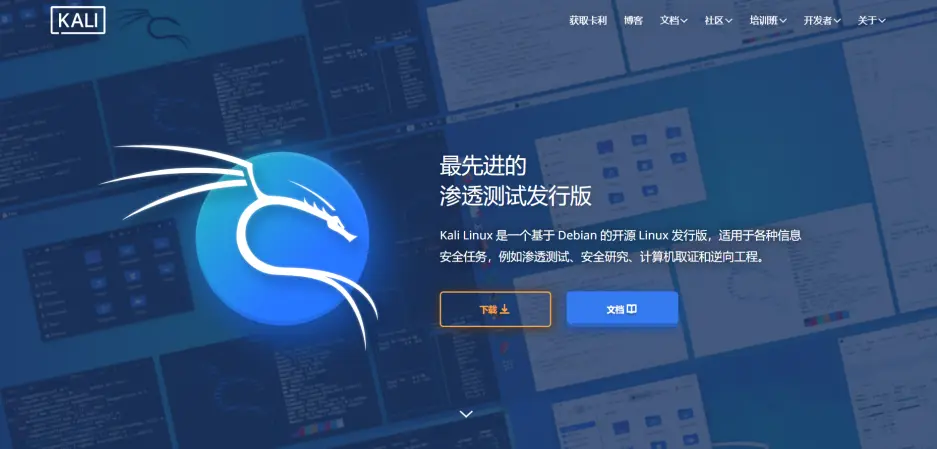 KALI
获取卡利 博客 文档 社区 培训班 开发者 关于
最先进的
渗透测试发行版
Kali Linux 是一个基于 Debian 的开源 Linux 发行版，适用于各种信息
安全任务，例如渗透测试、安全研究、计算机取证和逆向工程。
下载 文档